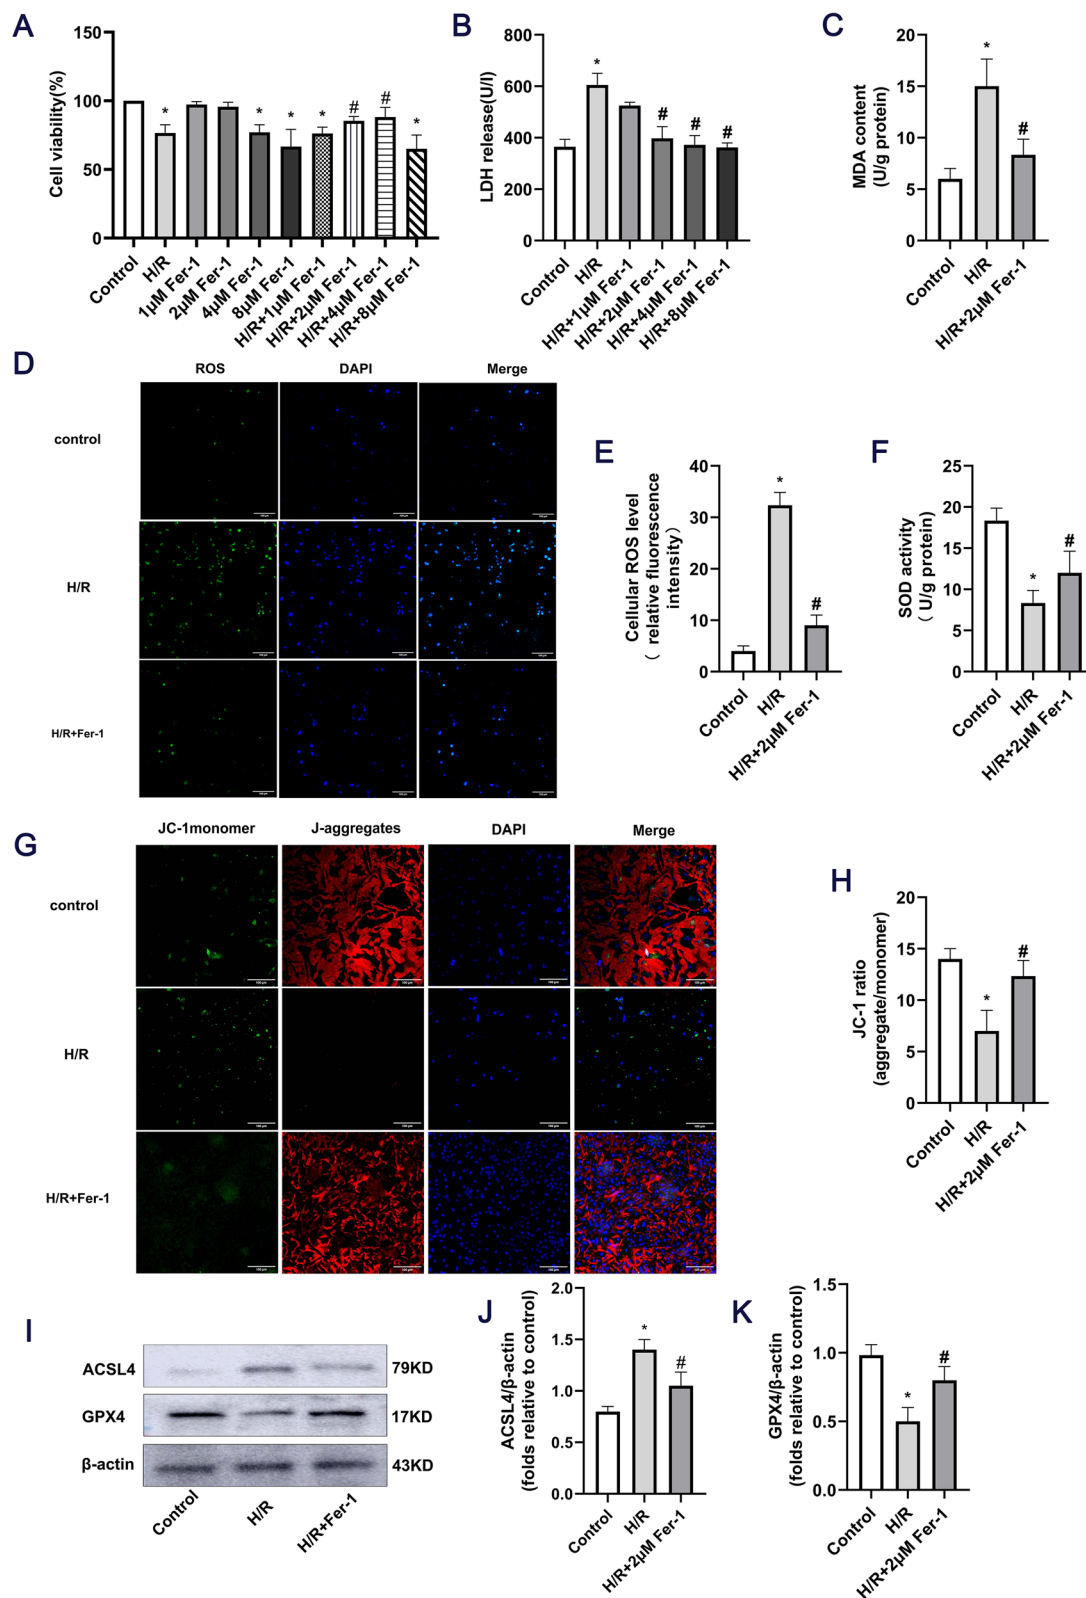 A
Cell viability(%)
150
100
50
0
*
*
*
*
#
#
*
Control
H/R
1μM Fer-1
2μM Fer-1
4μM Fer-1
8μM Fer-1
H/R+1μM Fer-1
H/R+2μM Fer-1
H/R+4μM Fer-1
H/R+8μM Fer-1
B
LDH release(U/l)
800
600
400
200
0
*
#
#
#
Control
H/R
H/R+1μM Fer-1
H/R+2μM Fer-1
H/R+4μM Fer-1
H/R+8μM Fer-1
C
MDA content
(U/g protein)
20
15
10
5
0
*
#
Control
H/R
H/R+2μM Fer-1
D
ROS DAPI Merge
control
H/R
H/R+Fer-1
E
Cellular ROS level
( relative fluorescence
intensity)
40
30
20
10
0
*
#
Control
H/R
H/R+2μM Fer-1
F
SOD activity
( U/g protein)
25
20
15
10
5
0
*
#
Control
H/R
H/R+2μM Fer-1
G
JC-1monomer J-aggregates DAPI Merge
control
H/R
H/R+Fer-1
H
JC-1 ratio
(aggregate/monomer)
20
15
10
5
0
*
#
Control
H/R
H/R+2μM Fer-1
I
ACSL4 79KD
GPX4 17KD
β-actin 43KD
Control
H/R
H/R+Fer-1
J
ACSL4/β-actin
(folds relative to control)
2.0
1.5
1.0
0.5
0.0
*
#
Control
H/R
H/R+2μM Fer-1
K
GPX4/β-actin
(folds relative to control)
1.5
1.0
0.5
0.0
*
#
Control
H/R
H/R+2μM Fer-1